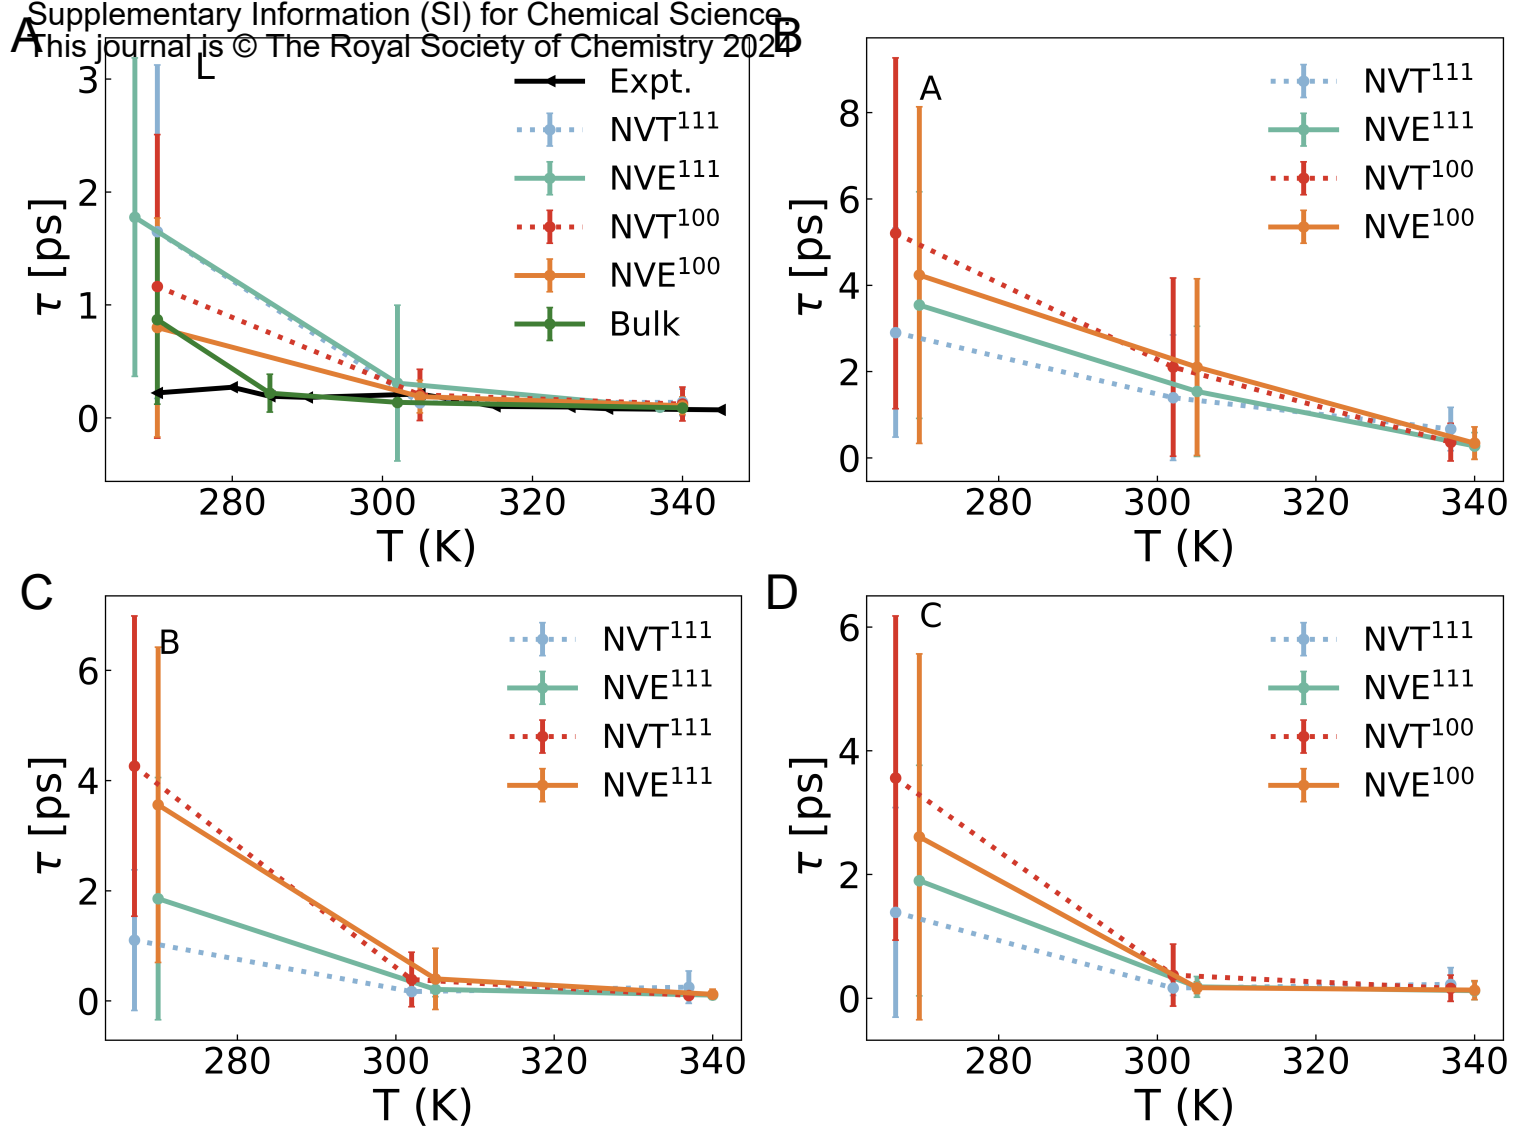 Supplementary Information (SI) for Chemical Science.
This journal is © The Royal Society of Chemistry 2024
A
L
3
2
1
0
τ [ps]
280 300 320 340
T (K)
Expt.
NVT111
NVE111
NVT100
NVE100
Bulk
B
A
8
6
4
2
0
τ [ps]
280 300 320 340
T (K)
NVT111
NVE111
NVT100
NVE100
C
B
6
4
2
0
τ [ps]
280 300 320 340
T (K)
NVT111
NVE111
NVT111
NVE111
D
C
6
4
2
0
τ [ps]
280 300 320 340
T (K)
NVT111
NVE111
NVT100
NVE100